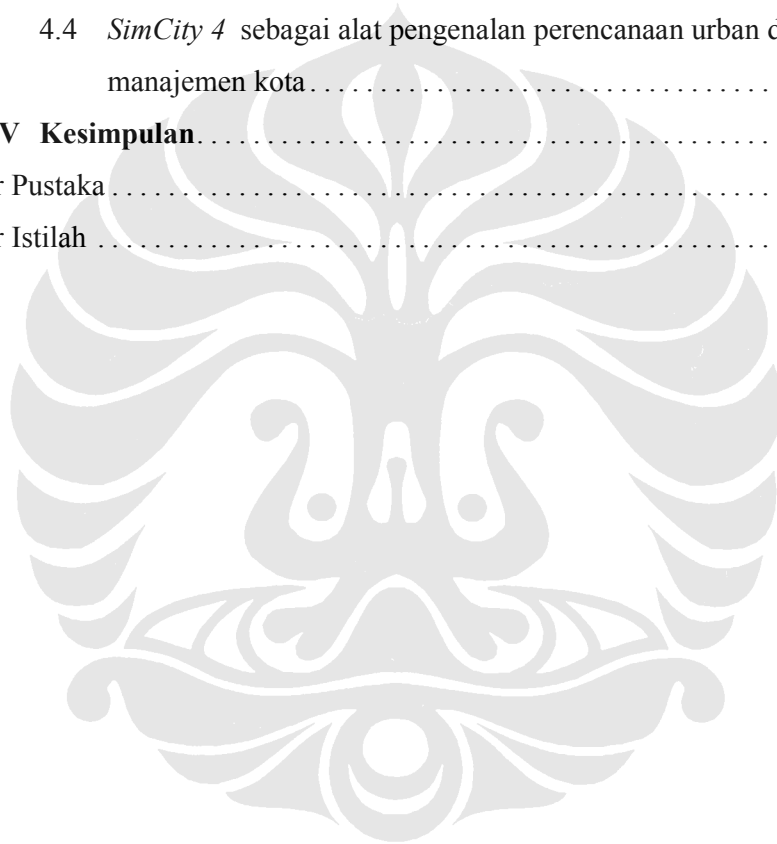 4.4 SimCity 4 sebagai alat pengenalan perencanaan urban d
manajemen kota . . . . . . . . . . . . . . . . . . . . . . . . . . . . . . . . . .
V Kesimpulan . . . . . . . . . . . . . . . . . . . . . . . . . . . . . . . . . . . . . . . . . .
r Pustaka . . . . . . . . . . . . . . . . . . . . . . . . . . . . . . . . . . . . . . . . . . . . . . . .
r Istilah . . . . . . . . . . . . . . . . . . . . . . . . . . . . . . . . . . . . . . . . . . . . . . . . .